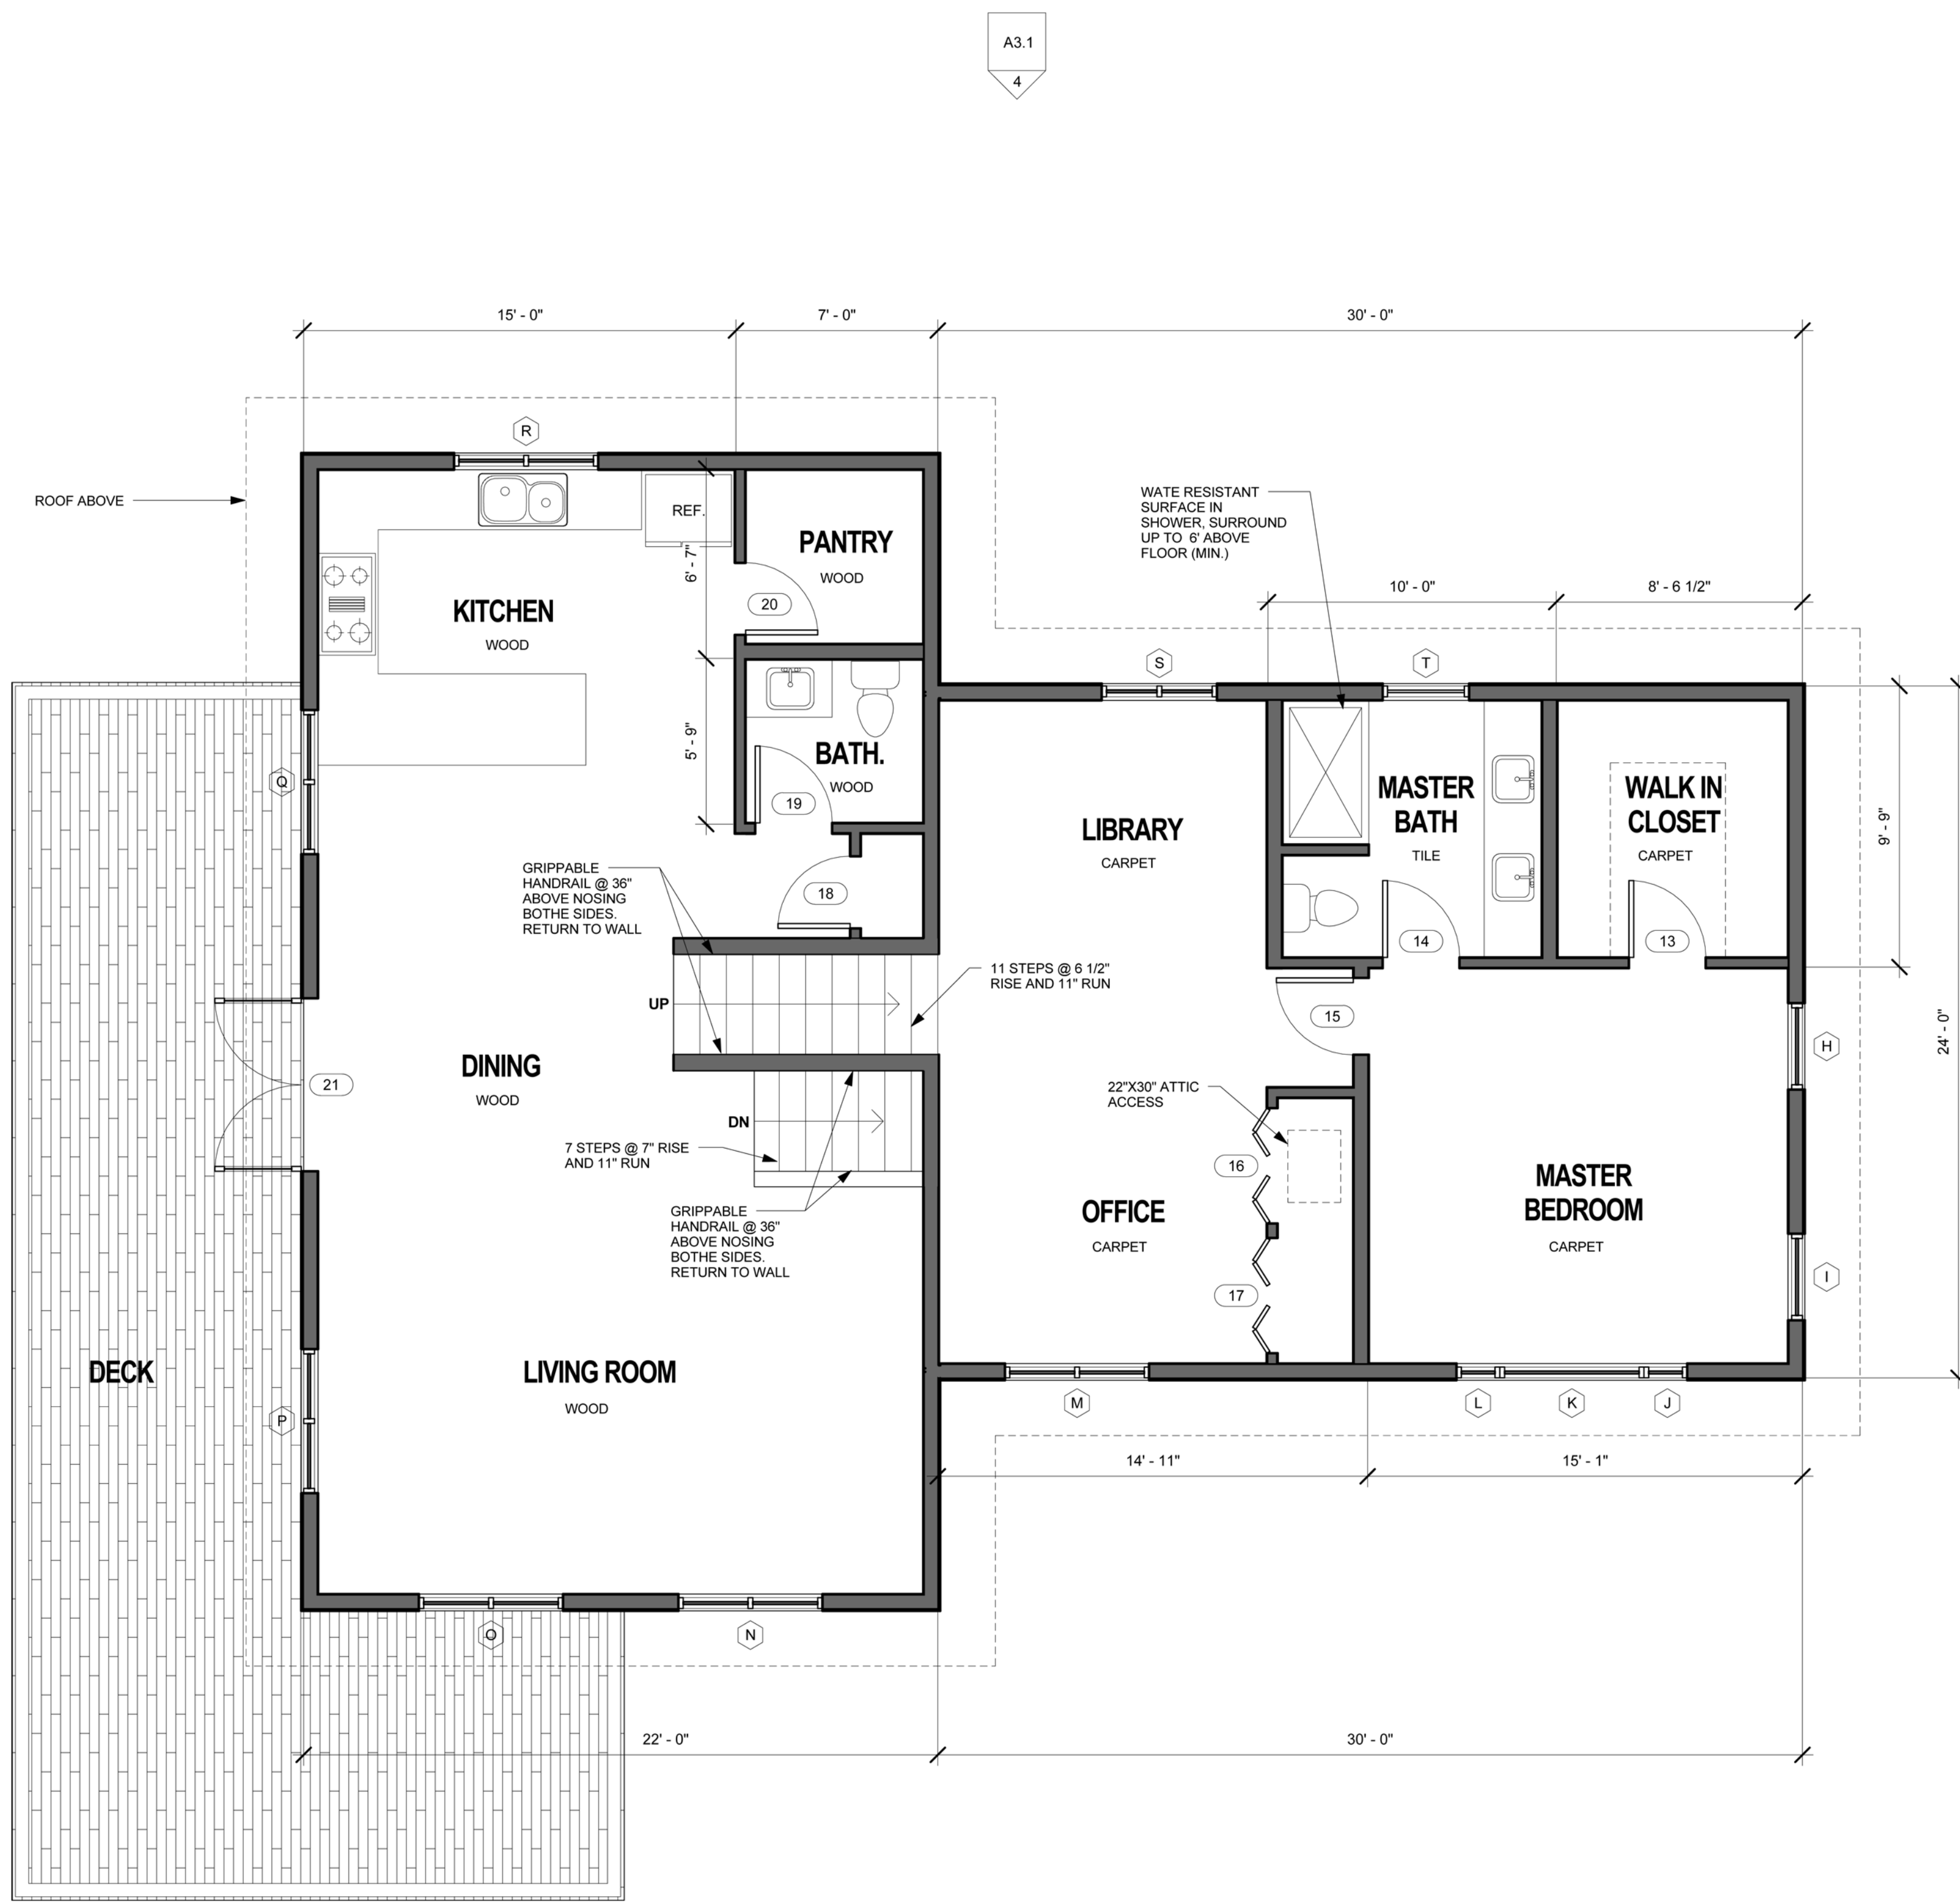 A3.1
4
15' - 0"
7' - 0"
30' - 0"
R
ROOF ABOVE
REF.
6' - 7"
PANTRY
WOOD
20
KITCHEN
WOOD
WATE RESISTANT
SURFACE IN
SHOWER, SURROUND
UP TO 6' ABOVE
FLOOR (MIN.)
10' - 0"
8' - 6 1/2"
S
T
5' - 9"
BATH.
WOOD
19
Q
MASTER
BATH
TILE
WALK IN
CLOSET
CARPET
9' - 9"
LIBRARY
CARPET
GRIPPABLE
HANDRAIL @ 36"
ABOVE NOSING
BOTHE SIDES.
RETURN TO WALL
18
14
13
11 STEPS @ 6 1/2"
RISE AND 11" RUN
UP
15
24' - 0"
H
DINING
WOOD
21
22"X30" ATTIC
ACCESS
DN
7 STEPS @ 7" RISE
AND 11" RUN
16
MASTER
BEDROOM
CARPET
OFFICE
CARPET
GRIPPABLE
HANDRAIL @ 36"
ABOVE NOSING
BOTHE SIDES.
RETURN TO WALL
I
17
DECK
LIVING ROOM
WOOD
P
M
L
K
J
14' - 11"
15' - 1"
O
N
22' - 0"
30' - 0"